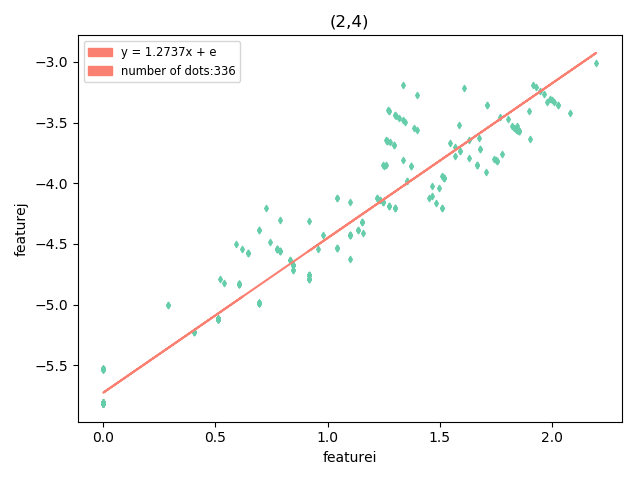 (2,4)
y = 1.2737x + e
number of dots:336
−3.0
−3.5
−4.0
−4.5
−5.0
−5.5
featurej
0.0 0.5 1.0 1.5 2.0
featurei